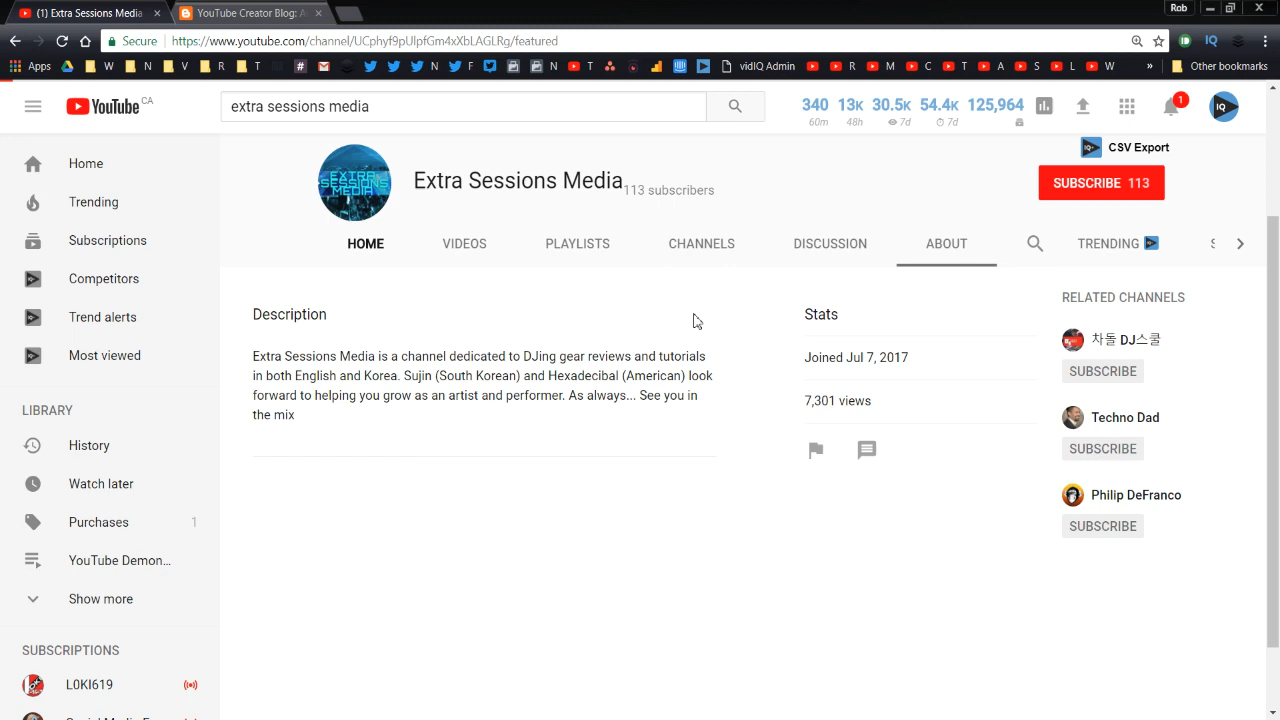 (1) Extra Sessions Media
YouTube Creator Blog: A
Rob
Secure
https://www.youtube.com/channel/UCphyf9pUlpfGm4xXbLAGLRg/featured
Apps W N V R T N F N T vidIQ Admin R M C T A S L W » Other bookmarks
YouTube CA
extra sessions media
340 13K 30.5K 54.4K 125,964
60m 48h 7d 7d
1
IQ
Home
Trending
Subscriptions
Competitors
Trend alerts
Most viewed
LIBRARY
History
Watch later
Purchases 1
YouTube Demon...
Show more
SUBSCRIPTIONS
L0KI619
CSV Export
EXTRA
SESSIONS
MEDIA
Extra Sessions Media
113 subscribers
SUBSCRIBE 113
HOME VIDEOS PLAYLISTS CHANNELS DISCUSSION ABOUT TRENDING
Description
Extra Sessions Media is a channel dedicated to DJing gear reviews and tutorials
in both English and Korea. Sujin (South Korean) and Hexadecibal (American) look
forward to helping you grow as an artist and performer. As always... See you in
the mix
Stats
Joined Jul 7, 2017
7,301 views
RELATED CHANNELS
차돌 DJ스쿨
SUBSCRIBE
Techno Dad
SUBSCRIBE
Philip DeFranco
SUBSCRIBE